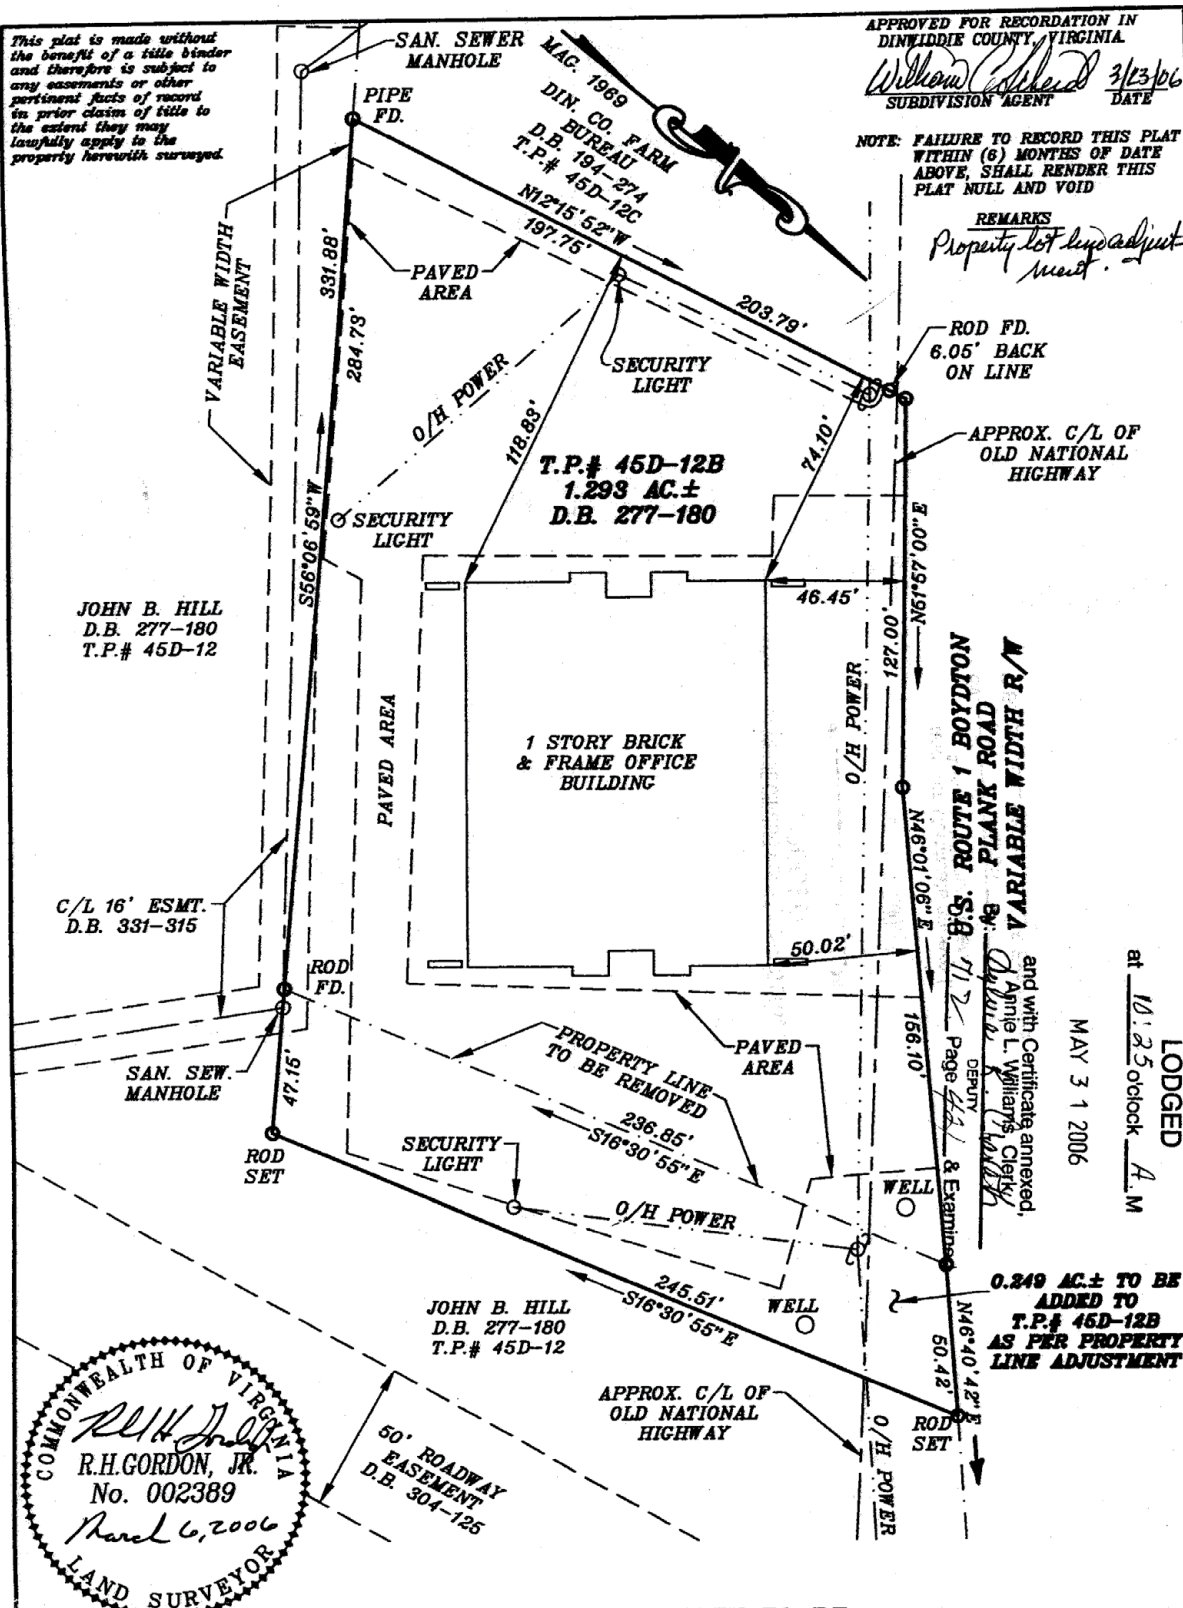 This plat is made without
the benefit of a title binder
and therefore is subject to
any easements or other
pertinent facts of record
in prior claim of title to
the extent they may
lawfully apply to the
property herewith surveyed.
SAN. SEWER
MANHOLE
PIPE
FD.
MAG. 1969
DIN. CO. FARM
BUREAU
D.B. 194-274
T.P.# 45D-12C
N12°15'52"W
197.75'
203.79'
APPROVED FOR RECORDATION IN
DINWIDDIE COUNTY, VIRGINIA
William C. 3/23/06
SUBDIVISION AGENT DATE
NOTE: FAILURE TO RECORD THIS PLAT
WITHIN (6) MONTHS OF DATE
ABOVE, SHALL RENDER THIS
PLAT NULL AND VOID
REMARKS
Property lot line adjust-
ment.
VARIABLE WIDTH
EASEMENT
331.88'
284.73'
PAVED
AREA
SECURITY
LIGHT
O/H POWER
ROD FD.
6.05' BACK
ON LINE
118.83'
74.10'
T.P.# 45D-12B
1.293 AC.±
D.B. 277-180
APPROX. C/L OF
OLD NATIONAL
HIGHWAY
SECURITY
LIGHT
S56°06'59"W
N51°57'00"E
46.45'
127.00'
JOHN B. HILL
D.B. 277-180
T.P.# 45D-12
PAVED AREA
1 STORY BRICK
& FRAME OFFICE
BUILDING
O/H POWER
U.S. ROUTE 1 BOYDTON
PLANK ROAD
VARIABLE WIDTH R/W
N46°01'06"E
50.02'
156.10'
C/L 16' ESMT.
D.B. 331-315
ROD
FD.
SAN. SEW.
MANHOLE
47.15'
ROD
SET
PROPERTY LINE
TO BE REMOVED
236.85'
S16°30'55"E
PAVED
AREA
SECURITY
LIGHT
O/H POWER
WELL
245.51'
S16°30'55"E
WELL
LODGED
at 10:25 o'clock A.M
MAY 31 2006
and with Certificate annexed,
Annie L. Williams, Clerk
By:
DEPUTY
D.B. 712 Page 421 & Examined
0.249 AC.± TO BE
ADDED TO
T.P.# 45D-12B
AS PER PROPERTY
LINE ADJUSTMENT
N46°40'42"E
50.42'
ROD
SET
JOHN B. HILL
D.B. 277-180
T.P.# 45D-12
APPROX. C/L OF
OLD NATIONAL
HIGHWAY
O/H POWER
50' ROADWAY
EASEMENT
D.B. 304-125
COMMONWEALTH OF VIRGINIA
R.H. GORDON, JR.
No. 002389
March 6, 2006
LAND SURVEYOR